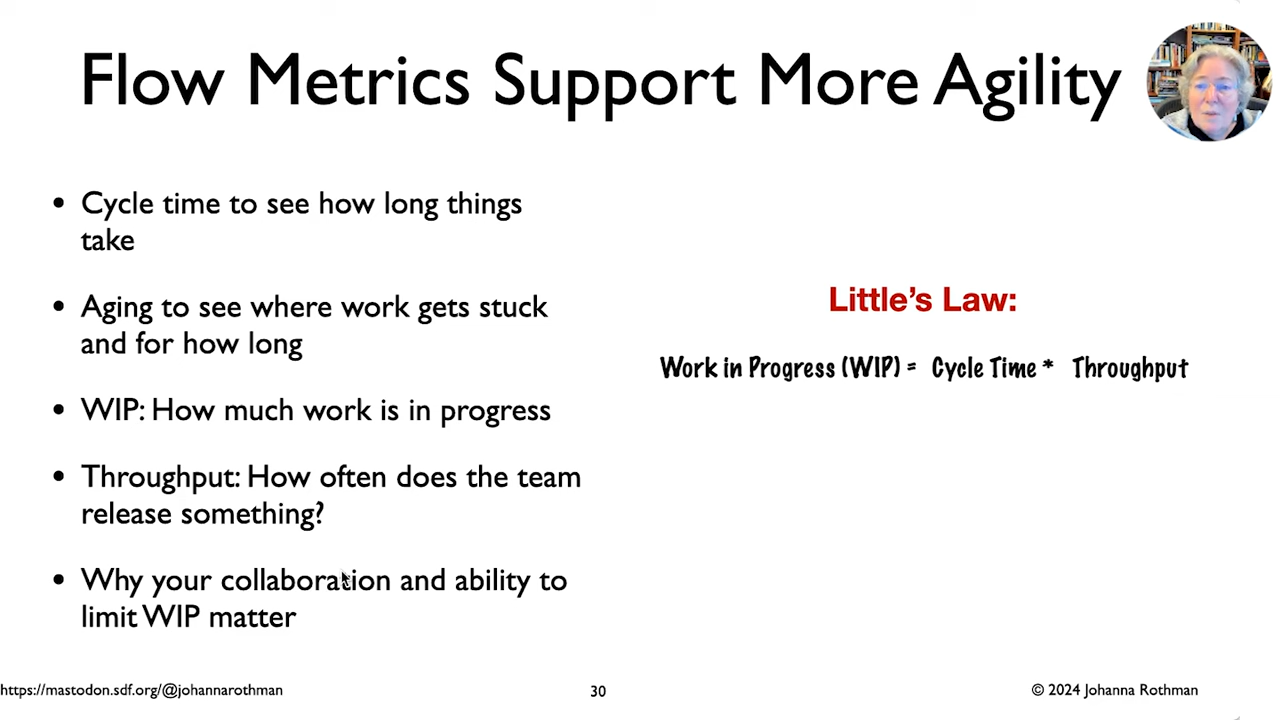 Flow Metrics Support More Agility
• Cycle time to see how long things
take
• Aging to see where work gets stuck
and for how long
• WIP: How much work is in progress
• Throughput: How often does the team
release something?
• Why your collaboration and ability to
limit WIP matter
Little's Law:
Work in Progress (WIP) = Cycle Time * Throughput
https://mastodon.sdf.org/@johannarothman
30
© 2024 Johanna Rothman